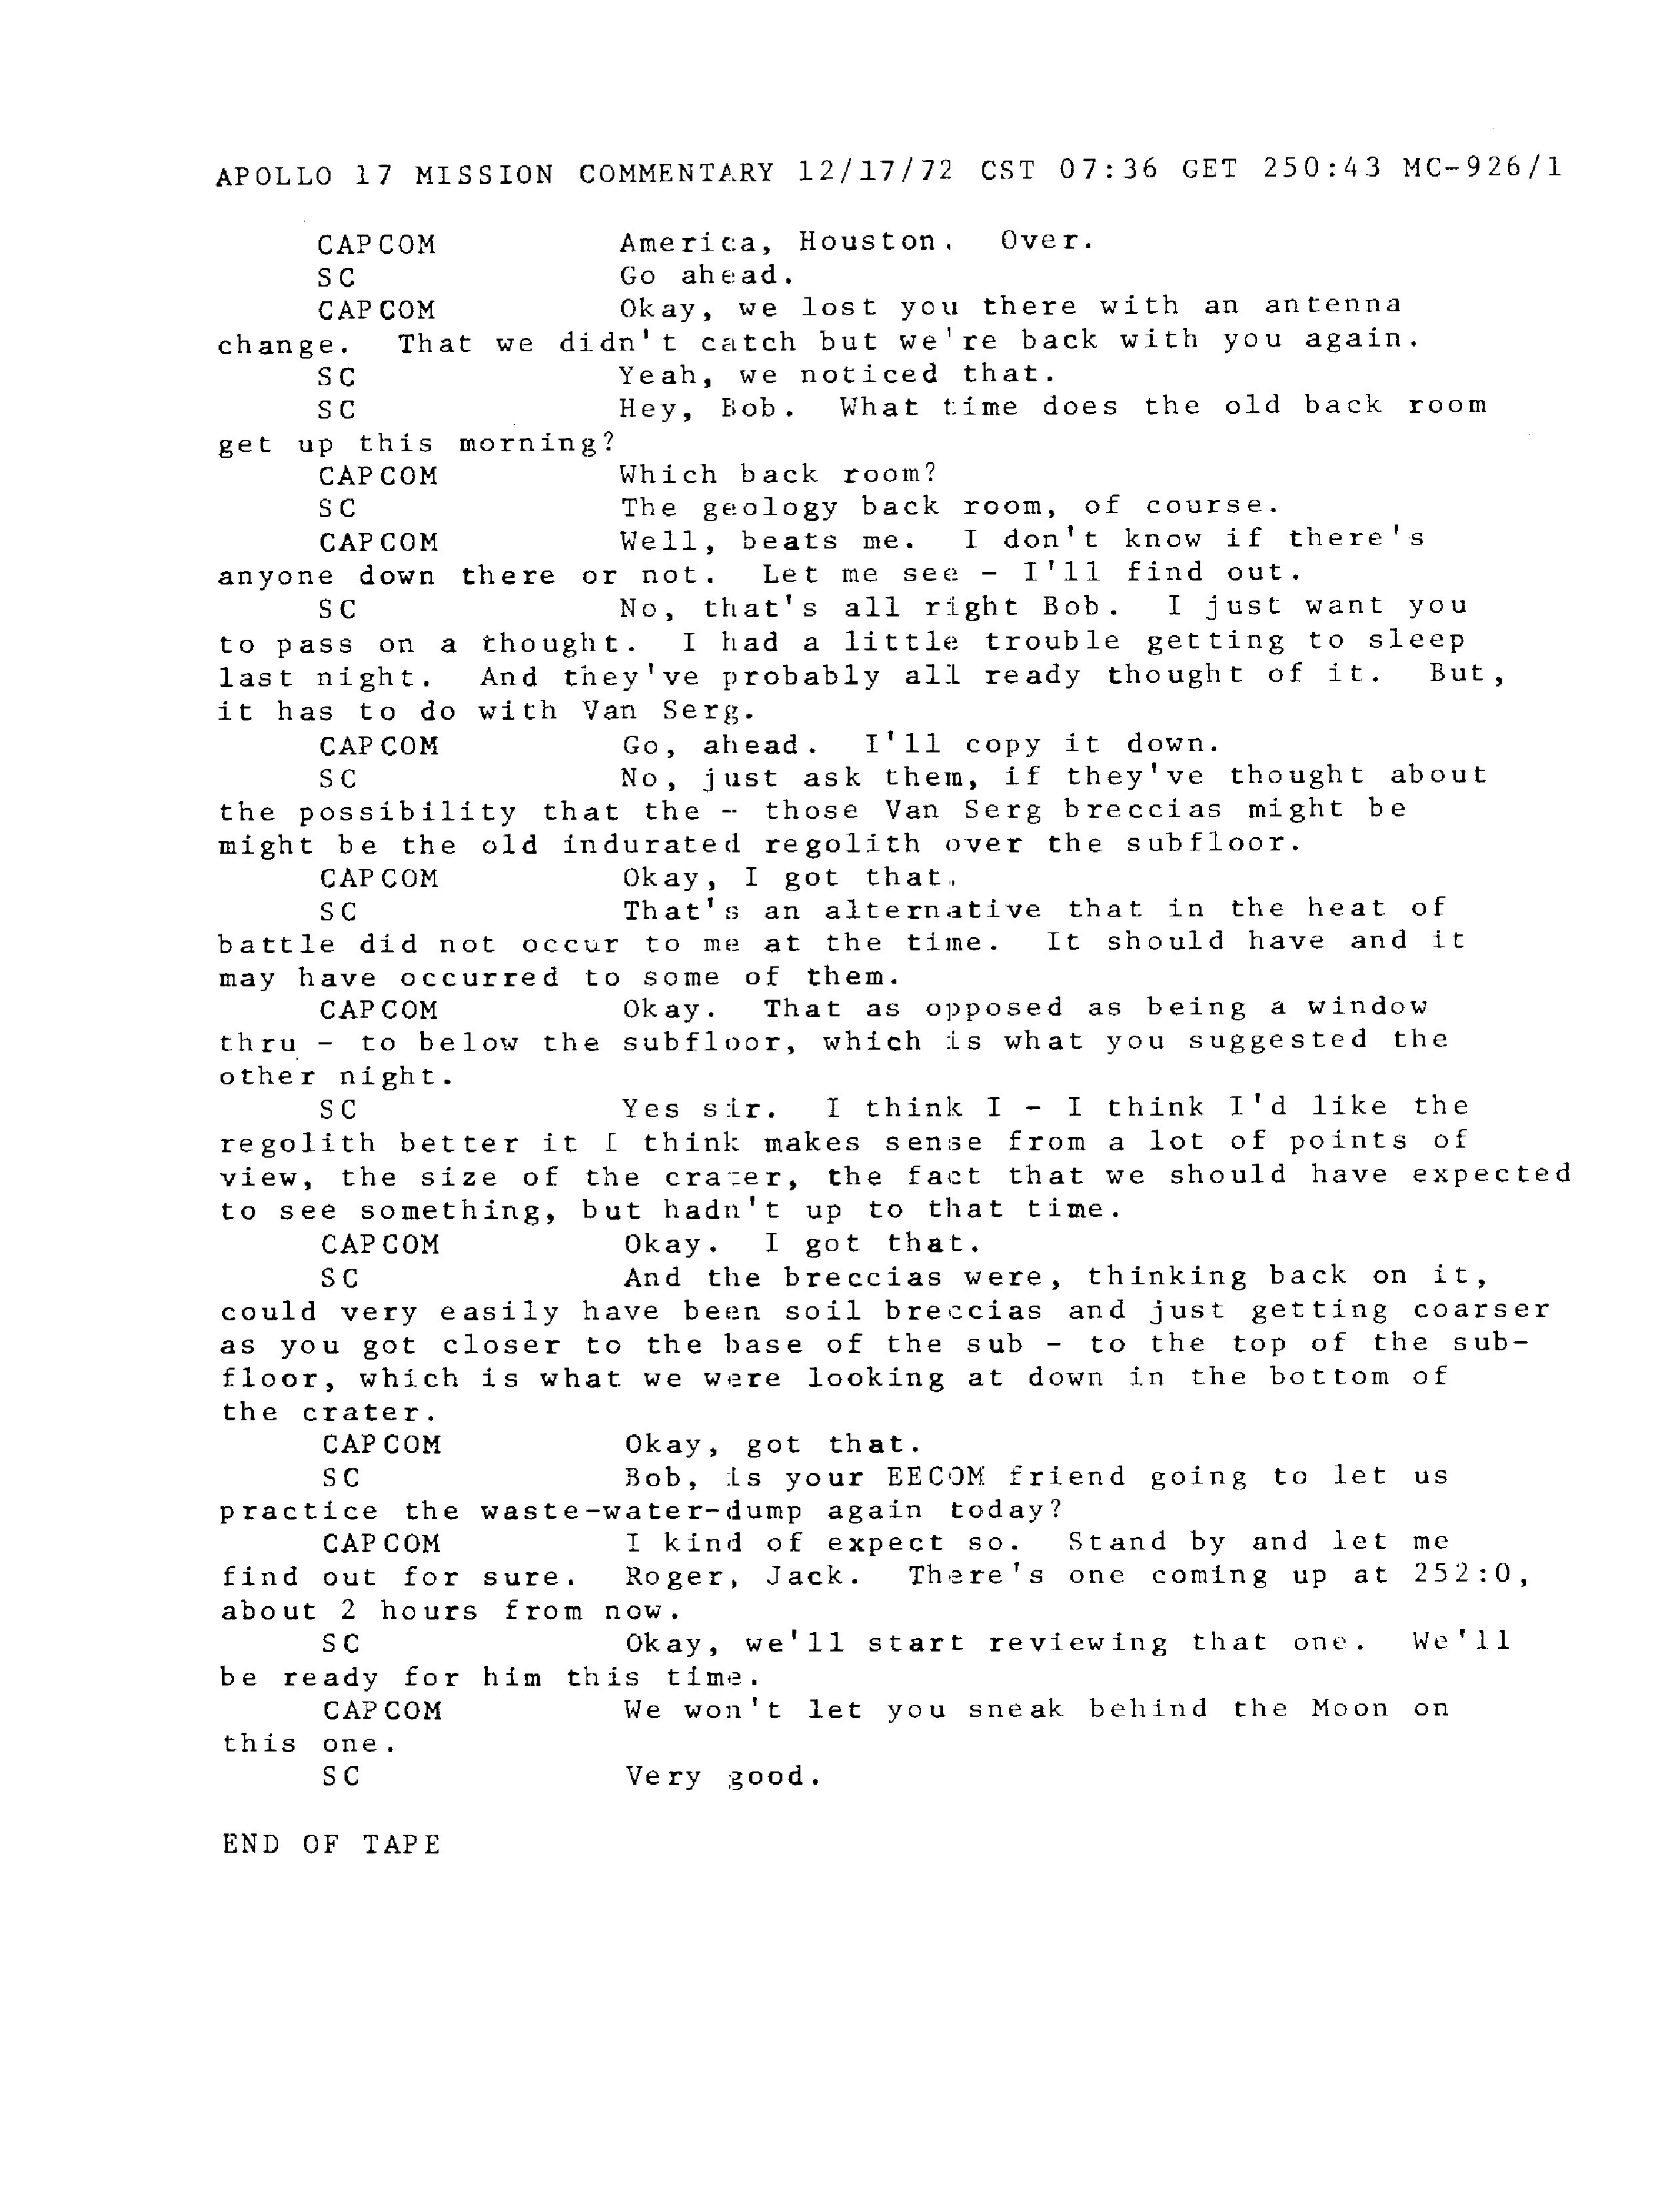 APOLLO 17 MISSION COMMENTARY 12/17/72 CST 07:36 GET 250:43 MC-926/1
CAPCOM America, Houston. Over.
SC Go ahead.
CAPCOM Okay, we lost you there with an antenna
change. That we didn't catch but we're back with you again.
SC Yeah, we noticed that.
SC Hey, Bob. What time does the old back room
get up this morning?
CAPCOM Which back room?
SC The geology back room, of course.
CAPCOM Well, beats me. I don't know if there's
anyone down there or not. Let me see - I'll find out.
SC No, that's all right Bob. I just want you
to pass on a thought. I had a little trouble getting to sleep
last night. And they've probably all ready thought of it. But,
it has to do with Van Serg.
CAPCOM Go, ahead. I'll copy it down.
SC No, just ask them, if they've thought about
the possibility that the - those Van Serg breccias might be
might be the old indurated regolith over the subfloor.
CAPCOM Okay, I got that.
SC That's an alternative that in the heat of
battle did not occur to me at the time. It should have and it
may have occurred to some of them.
CAPCOM Okay. That as opposed as being a window
thru - to below the subfloor, which is what you suggested the
other night.
SC Yes sir. I think I - I think I'd like the
regolith better it I think makes sense from a lot of points of
view, the size of the crater, the fact that we should have expected
to see something, but hadn't up to that time.
CAPCOM Okay. I got that.
SC And the breccias were, thinking back on it,
could very easily have been soil breccias and just getting coarser
as you got closer to the base of the sub - to the top of the sub-
floor, which is what we were looking at down in the bottom of
the crater.
CAPCOM Okay, got that.
SC Bob, is your EECOM friend going to let us
practice the waste-water-dump again today?
CAPCOM I kind of expect so. Stand by and let me
find out for sure. Roger, Jack. There's one coming up at 252:0,
about 2 hours from now.
SC Okay, we'll start reviewing that one. We'll
be ready for him this time.
CAPCOM We won't let you sneak behind the Moon on
this one.
SC Very good.
END OF TAPE